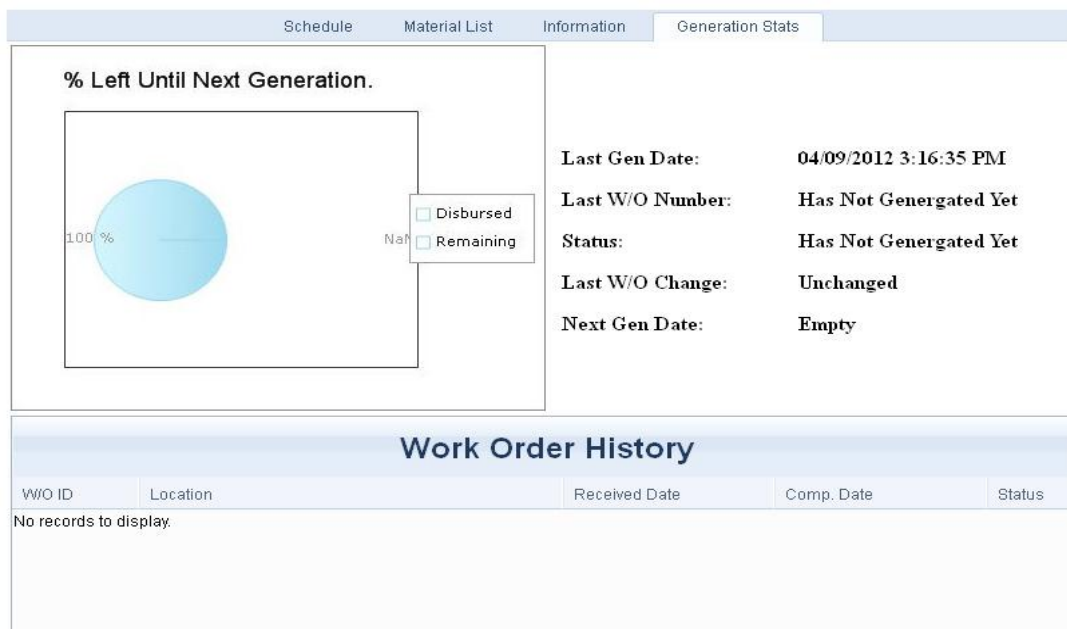 Schedule Material List Information Generation Stats
% Left Until Next Generation.
100 %
NaN
Disbursed
Remaining
Last Gen Date: 04/09/2012 3:16:35 PM
Last W/O Number: Has Not Genergated Yet
Status: Has Not Genergated Yet
Last W/O Change: Unchanged
Next Gen Date: Empty
Work Order History
W/O ID Location Received Date Comp. Date Status
No records to display.